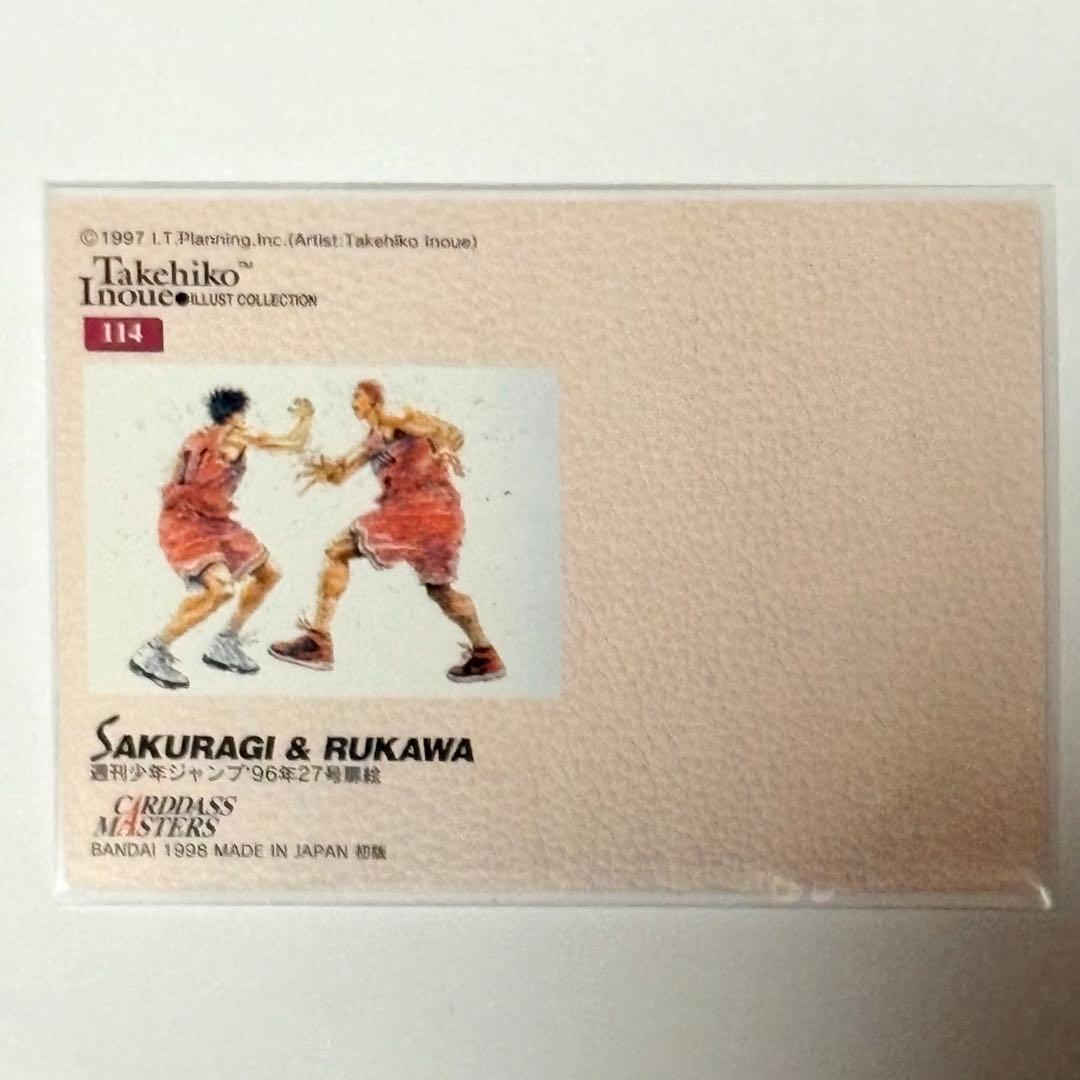 ©1997 I.T.Planning,Inc.(Artist:Takehiko Inoue)
Takehiko™
Inoue●ILLUST COLLECTION
114
SAKURAGI & RUKAWA
週刊少年ジャンプ'96年27号扉絵
CARDDASS
MASTERS
BANDAI 1998 MADE IN JAPAN 初版